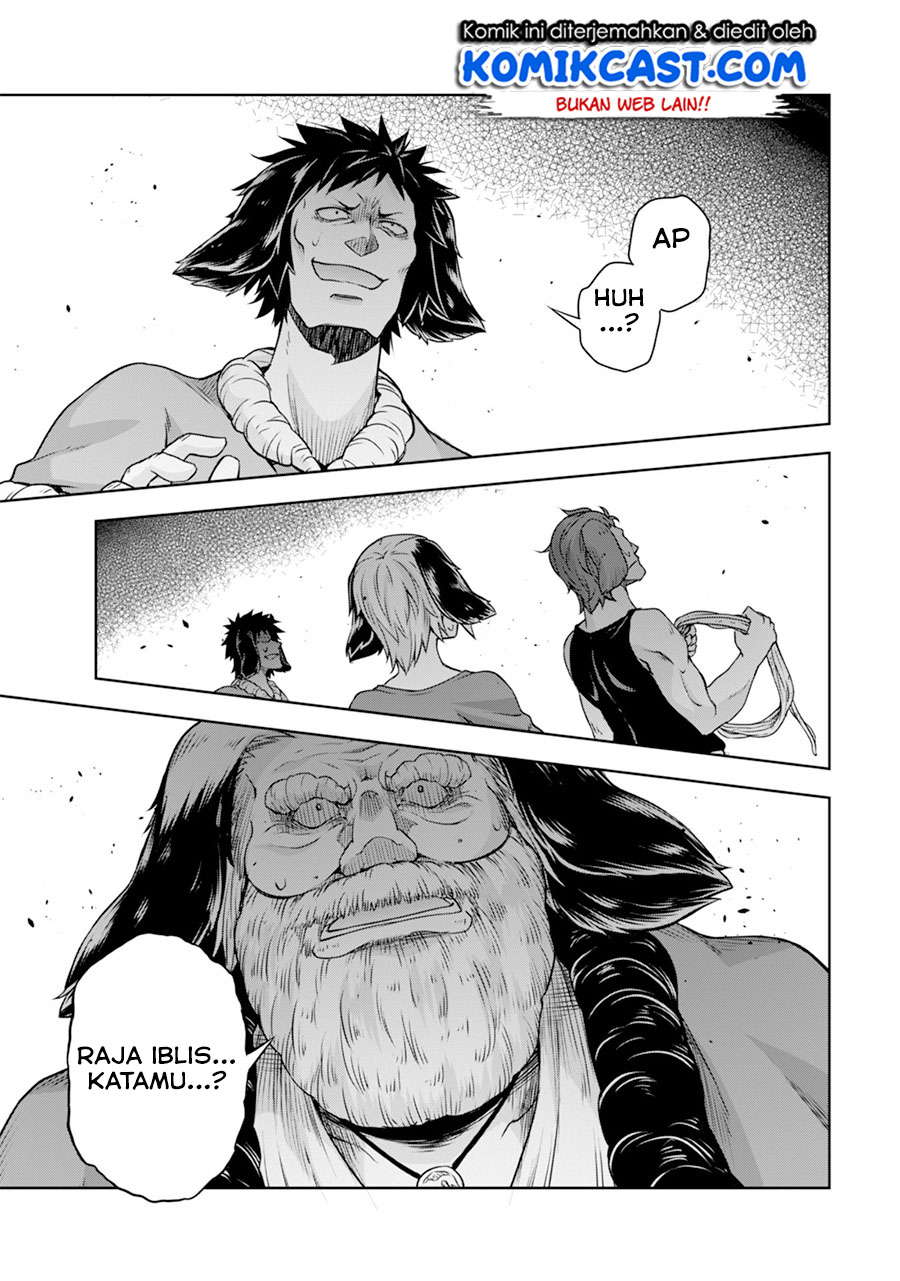 Komik ini diterjemahkan & diedit oleh
KOMIKCAST.COM
BUKAN WEB LAIN!!
AP
HUH
...?
RAJA IBLIS...
KATAMU...?